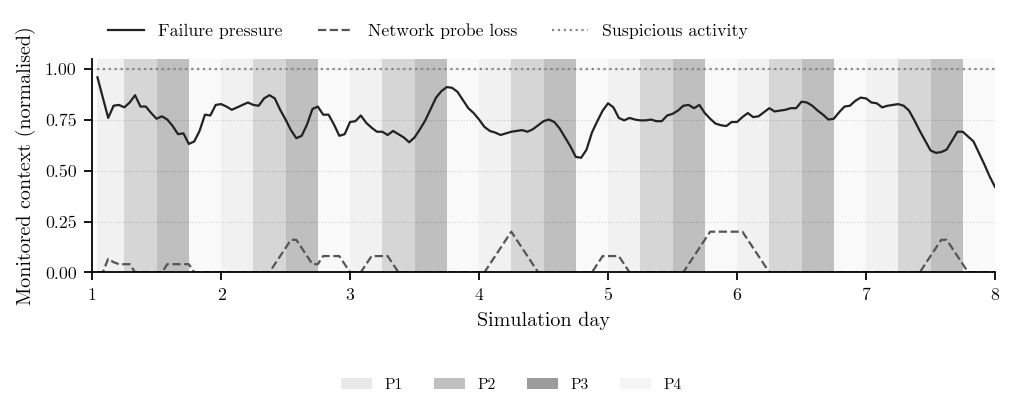 Failure pressure Network probe loss Suspicious activity
Monitored context (normalised)
1.00
0.75
0.50
0.25
0.00
1 2 3 4 5 6 7 8
Simulation day
P1 P2 P3 P4